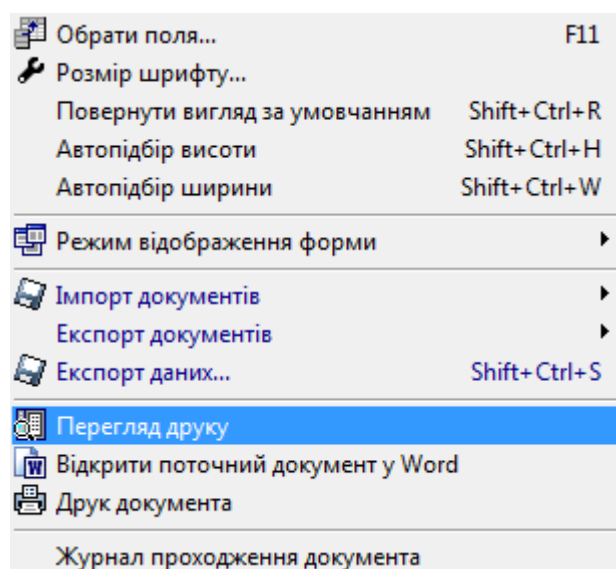 Обрати поля... F11
Розмір шрифту...
Повернути вигляд за умовчанням Shift+Ctrl+R
Автопідбір висоти Shift+Ctrl+H
Автопідбір ширини Shift+Ctrl+W
Режим відображення форми
Імпорт документів
Експорт документів
Експорт даних... Shift+Ctrl+S
Перегляд друку
Відкрити поточний документ у Word
Друк документа
Журнал проходження документа